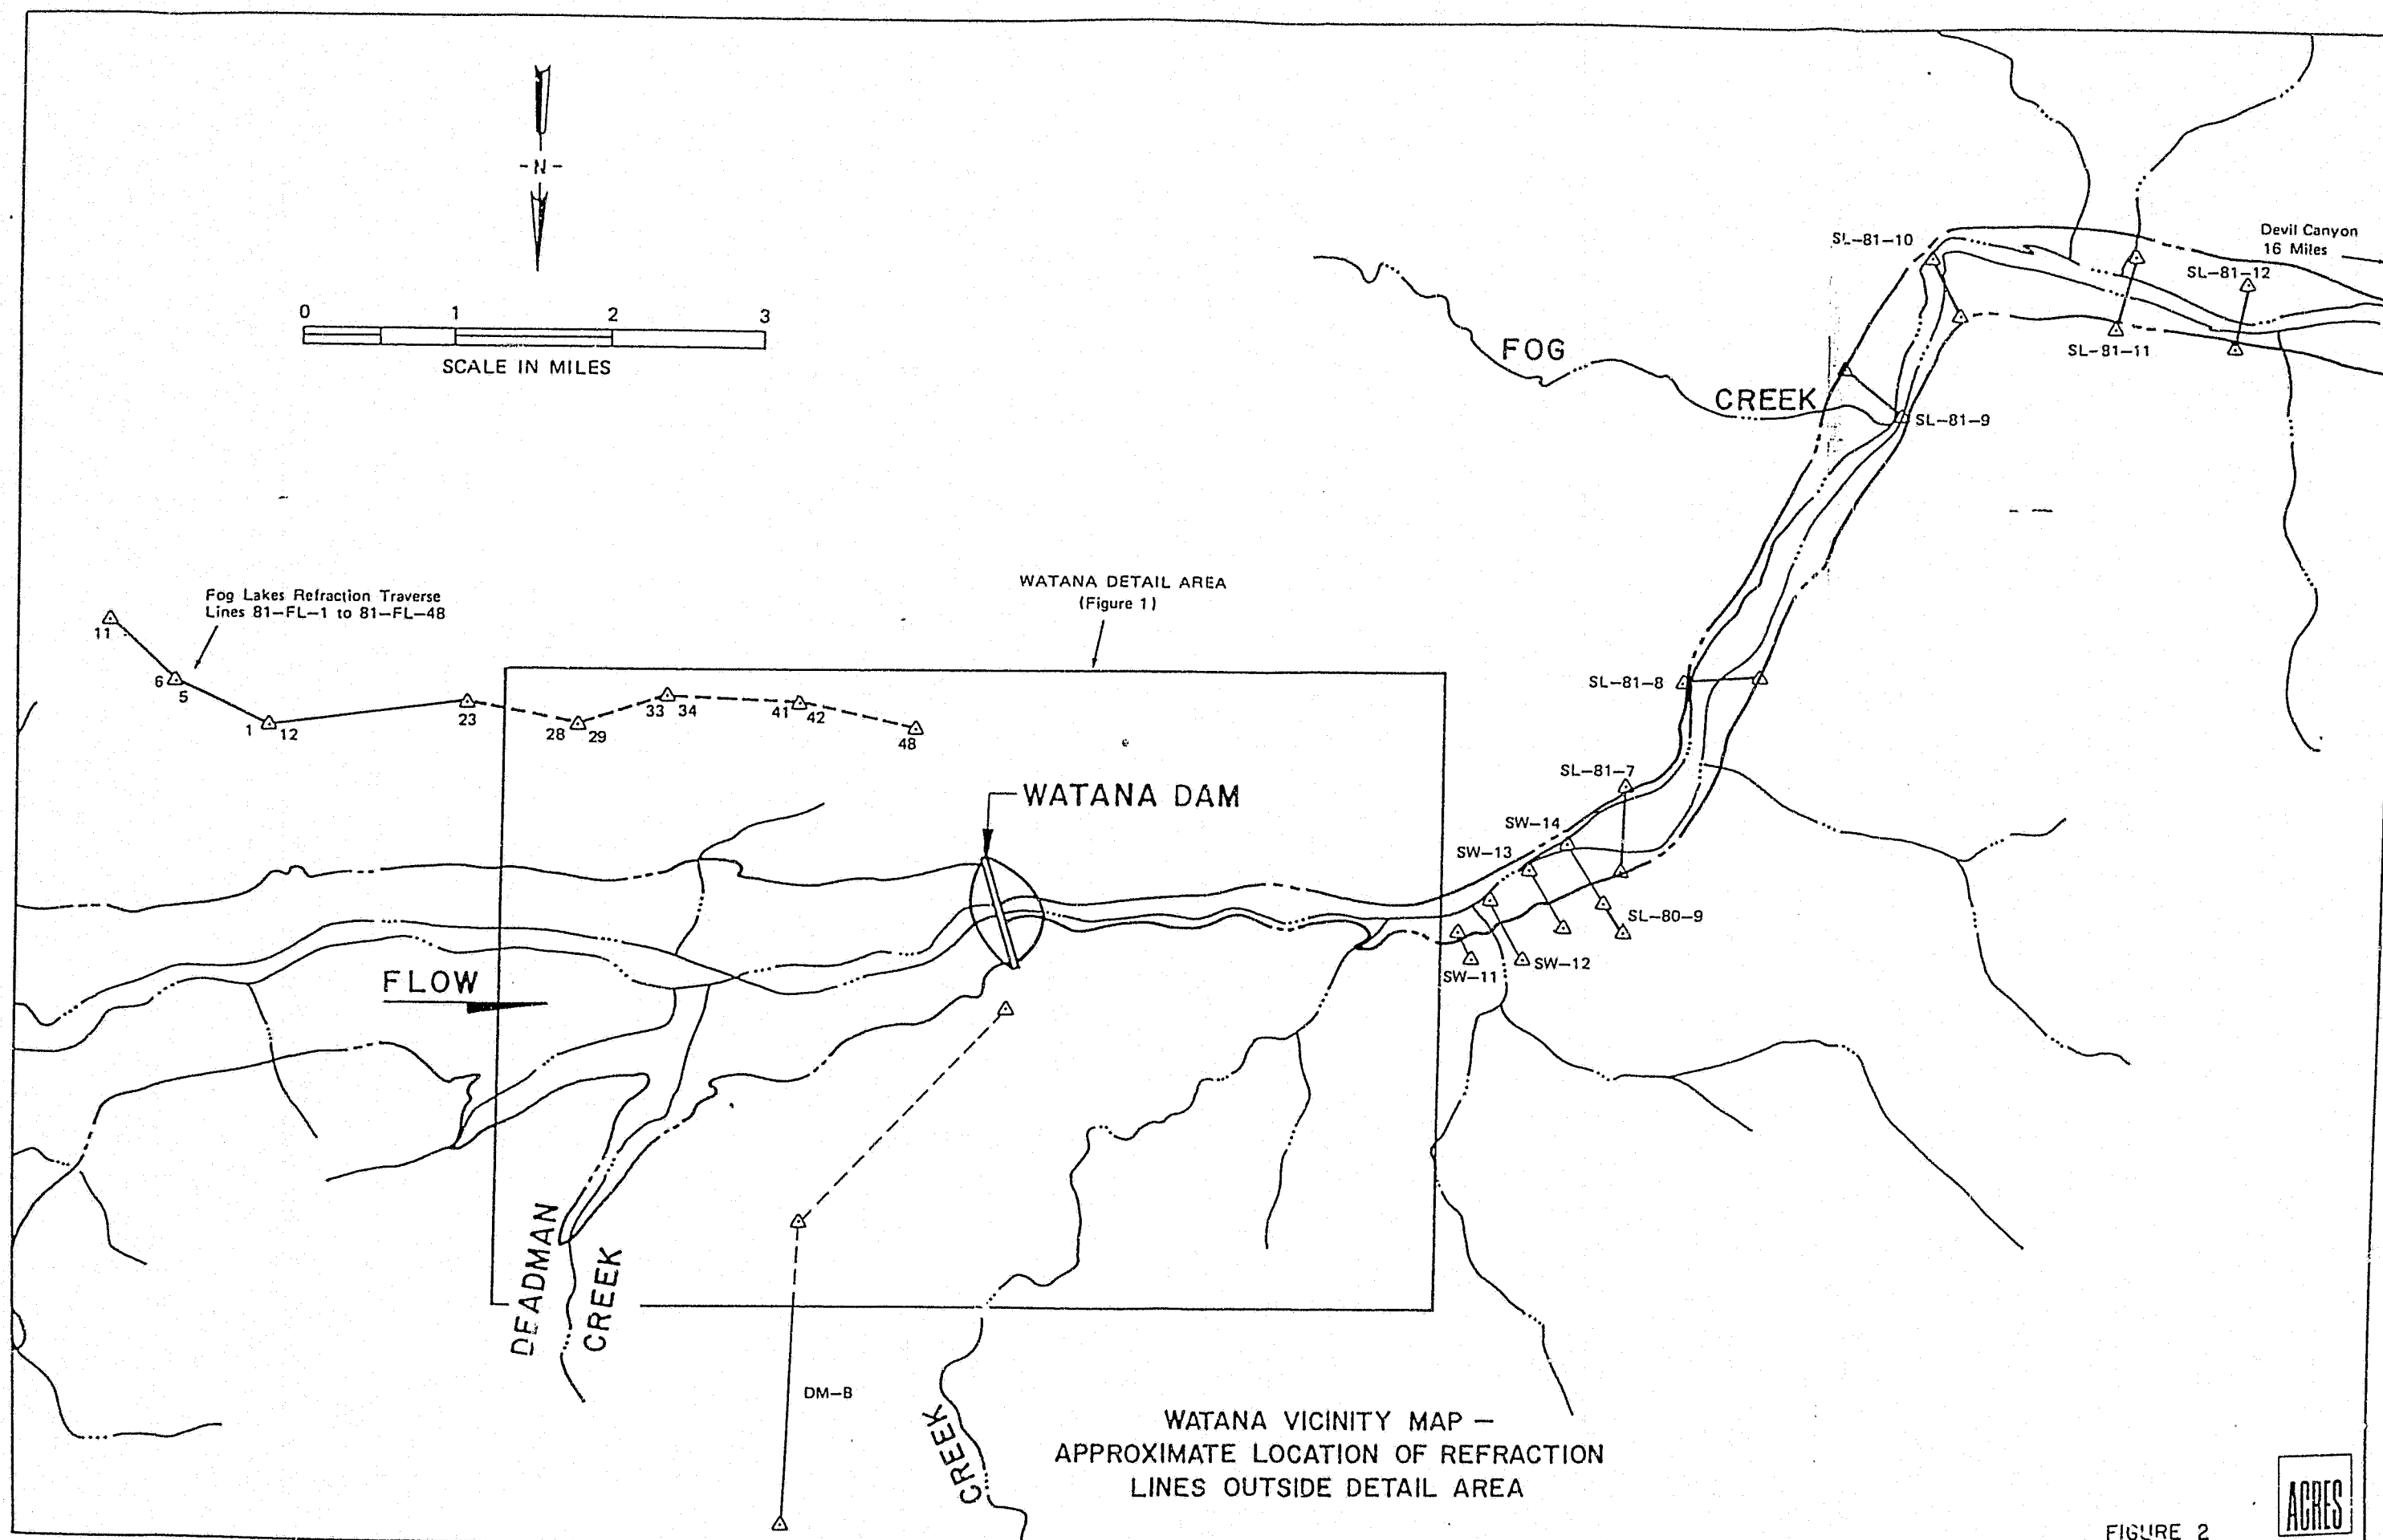 -N-
0 1 2 3
SCALE IN MILES
SL-81-10
Devil Canyon
16 Miles
SL-81-12
SL-81-11
FOG
CREEK
SL-81-9
Fog Lakes Refraction Traverse
Lines 81-FL-1 to 81-FL-48
WATANA DETAIL AREA
(Figure 1)
11
6
5
1
12
23
28
29
33
34
41
42
48
SL-81-8
SL-81-7
WATANA DAM
SW-14
SW-13
SL-80-9
SW-12
SW-11
FLOW
DEADMAN
CREEK
DM-B
CREEK
WATANA VICINITY MAP –
APPROXIMATE LOCATION OF REFRACTION
LINES OUTSIDE DETAIL AREA
ACRES
FIGURE 2